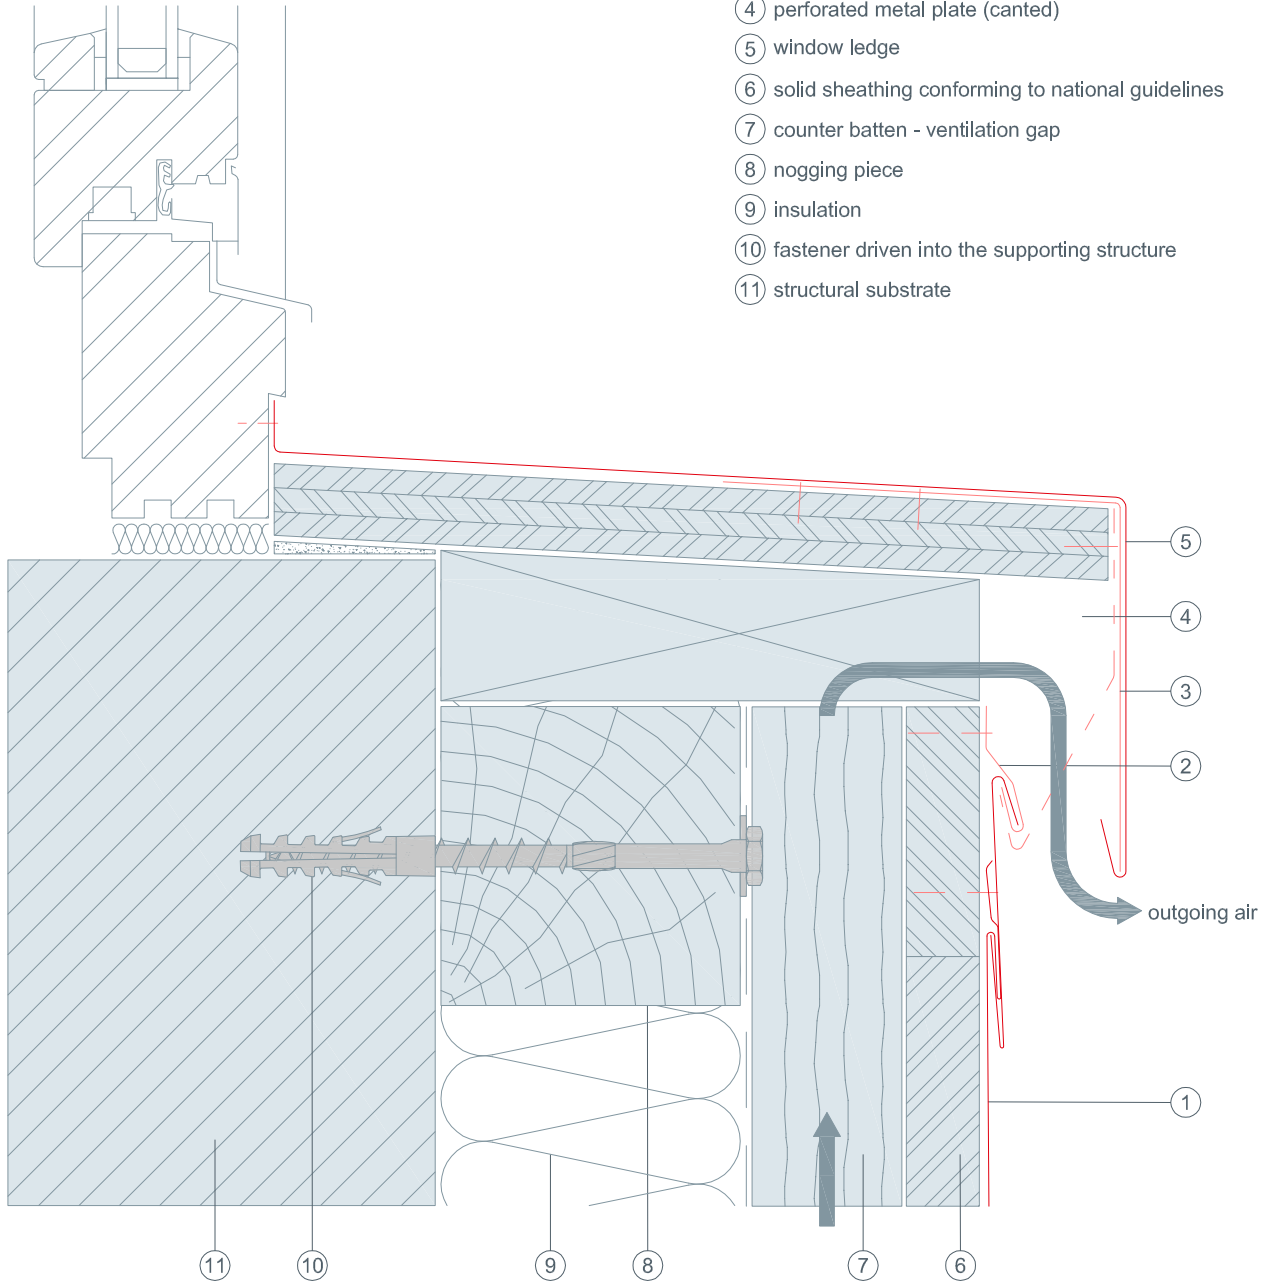 4 perforated metal plate (canted)
5 window ledge
6 solid sheathing conforming to national guidelines
7 counter batten - ventilation gap
8 nogging piece
9 insulation
10 fastener driven into the supporting structure
11 structural substrate
5
4
3
2
outgoing air
1
11 10 9 8 7 6